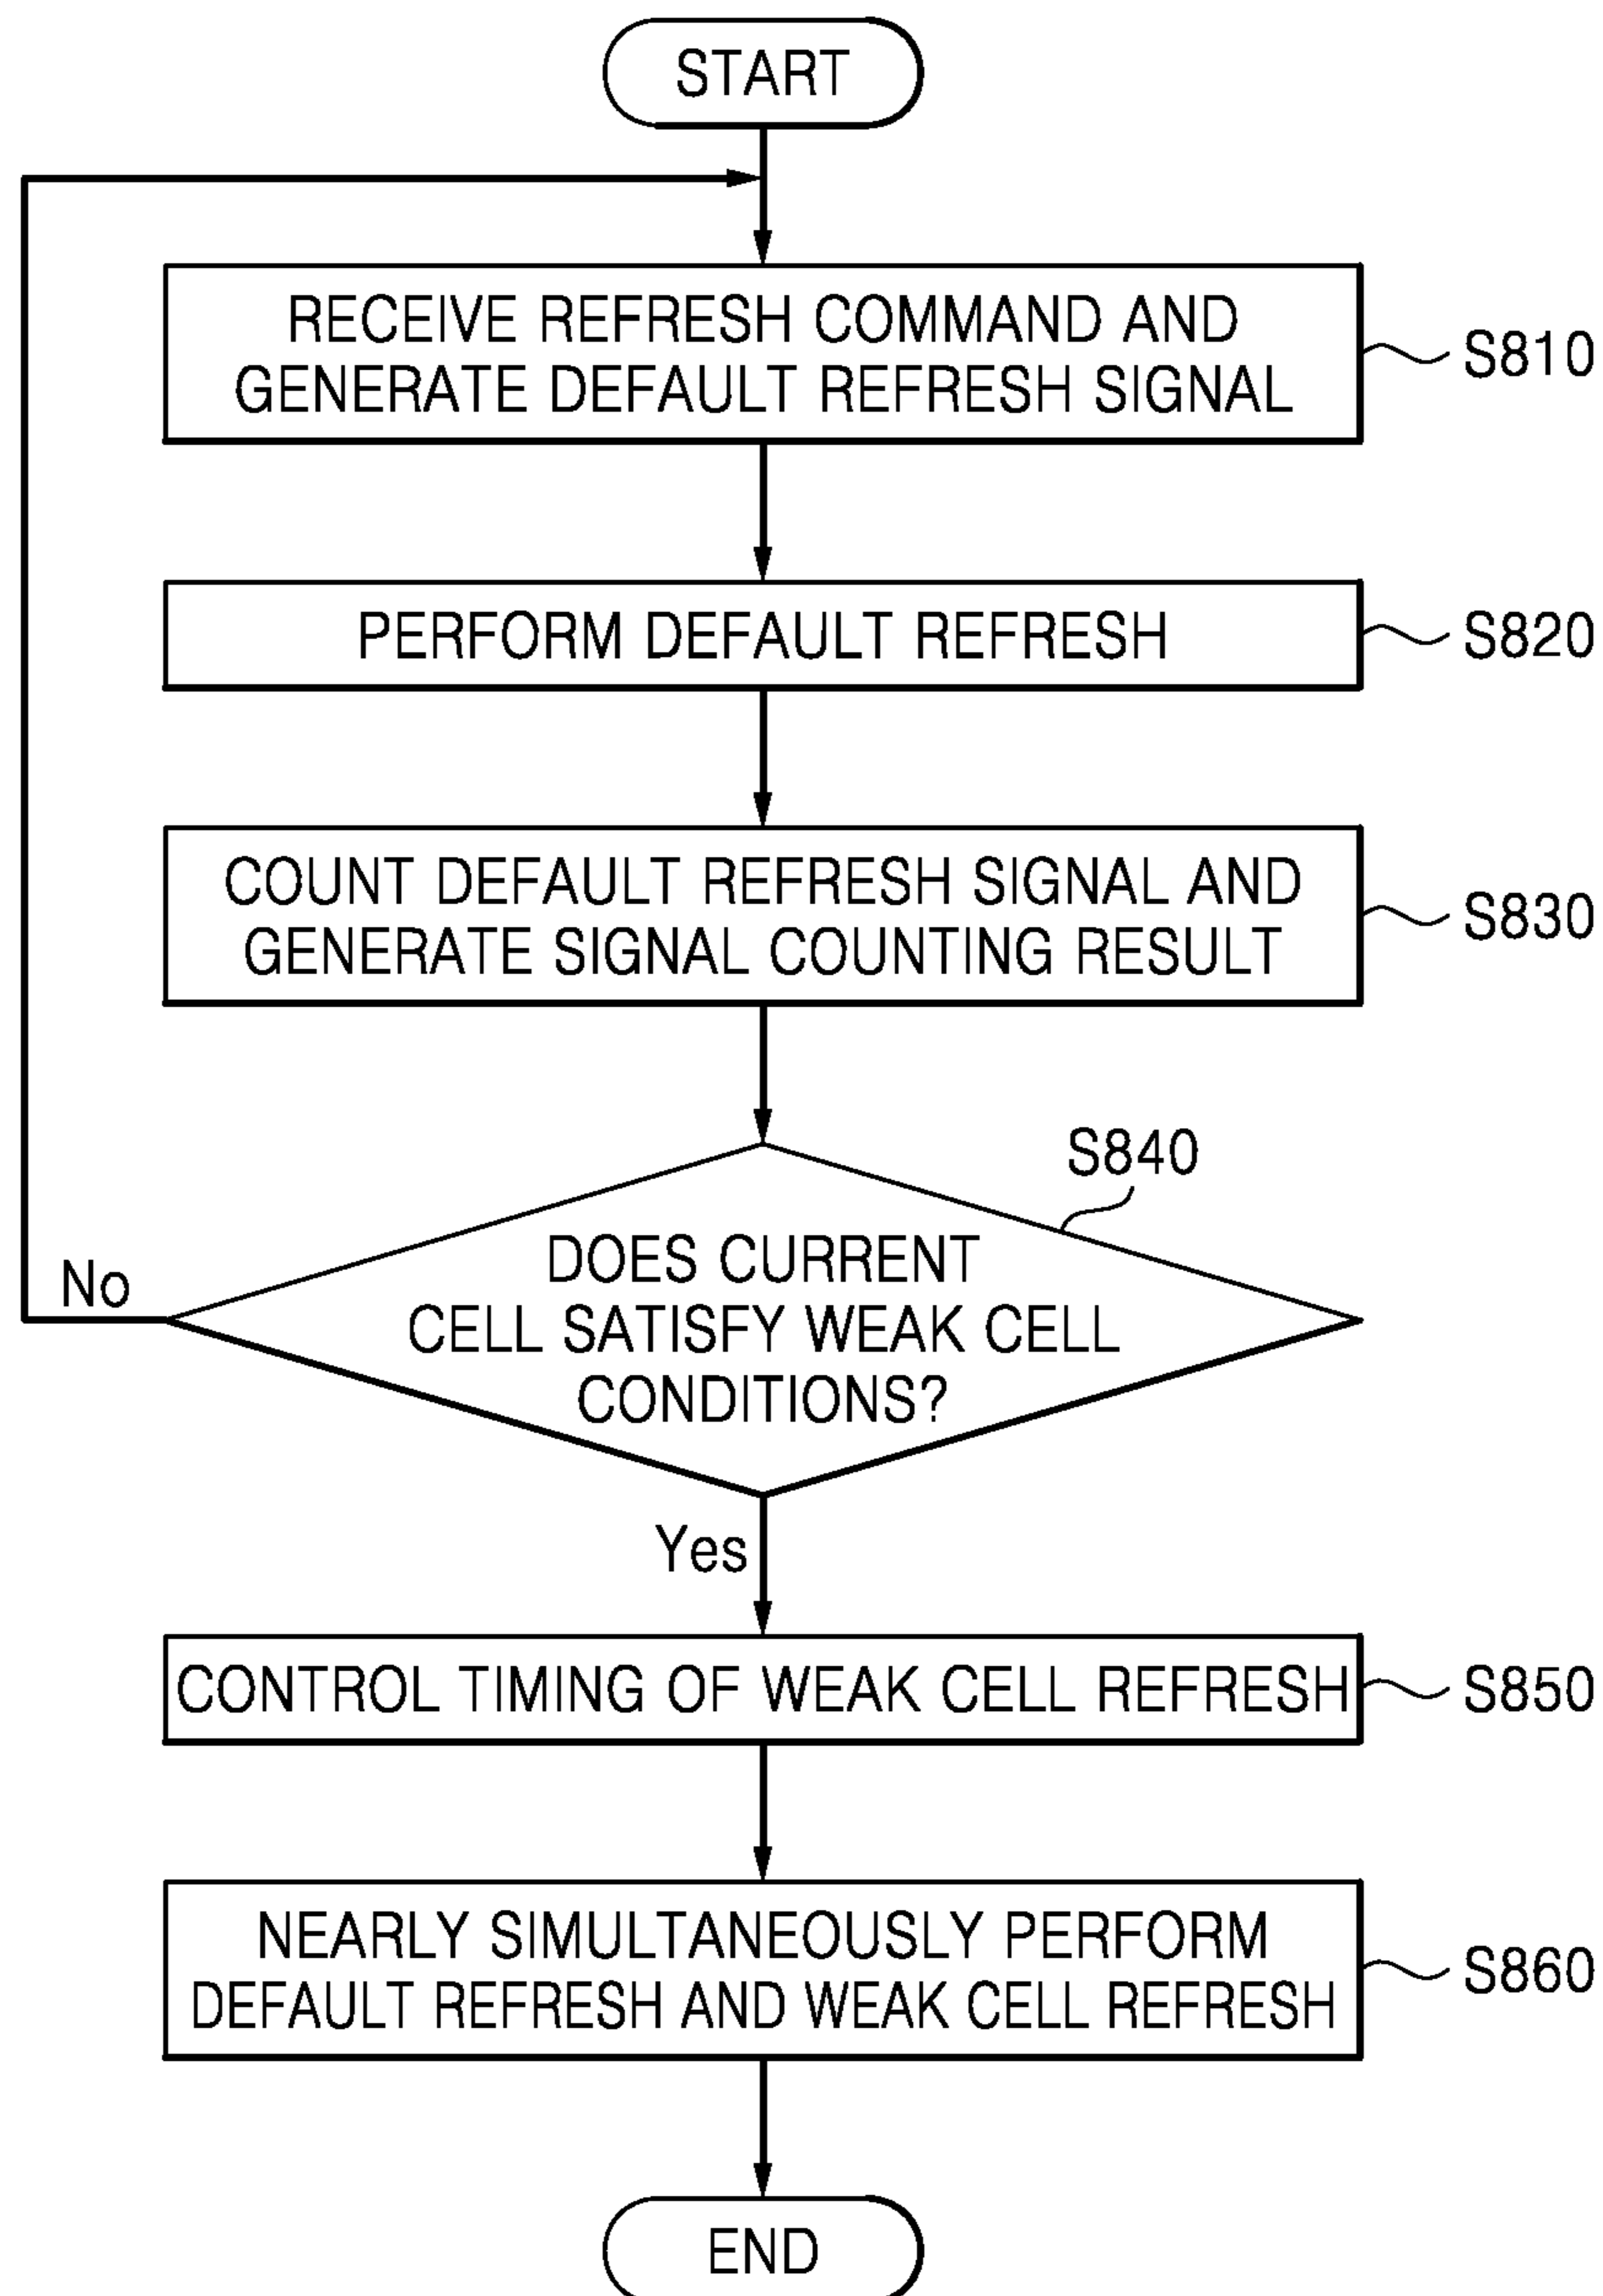 START
RECEIVE REFRESH COMMAND AND
GENERATE DEFAULT REFRESH SIGNAL
S810
PERFORM DEFAULT REFRESH
S820
COUNT DEFAULT REFRESH SIGNAL AND
GENERATE SIGNAL COUNTING RESULT
S830
S840
DOES CURRENT
CELL SATISFY WEAK CELL
CONDITIONS?
No
Yes
CONTROL TIMING OF WEAK CELL REFRESH
S850
NEARLY SIMULTANEOUSLY PERFORM
DEFAULT REFRESH AND WEAK CELL REFRESH
S860
END